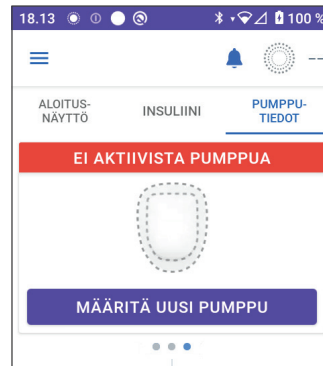 18.13 100 %
--
ALOITUS-
NÄYTTÖ
INSULIINI
PUMPPU-
TIEDOT
EI AKTIIVISTA PUMPPUA
MÄÄRITÄ UUSI PUMPPU